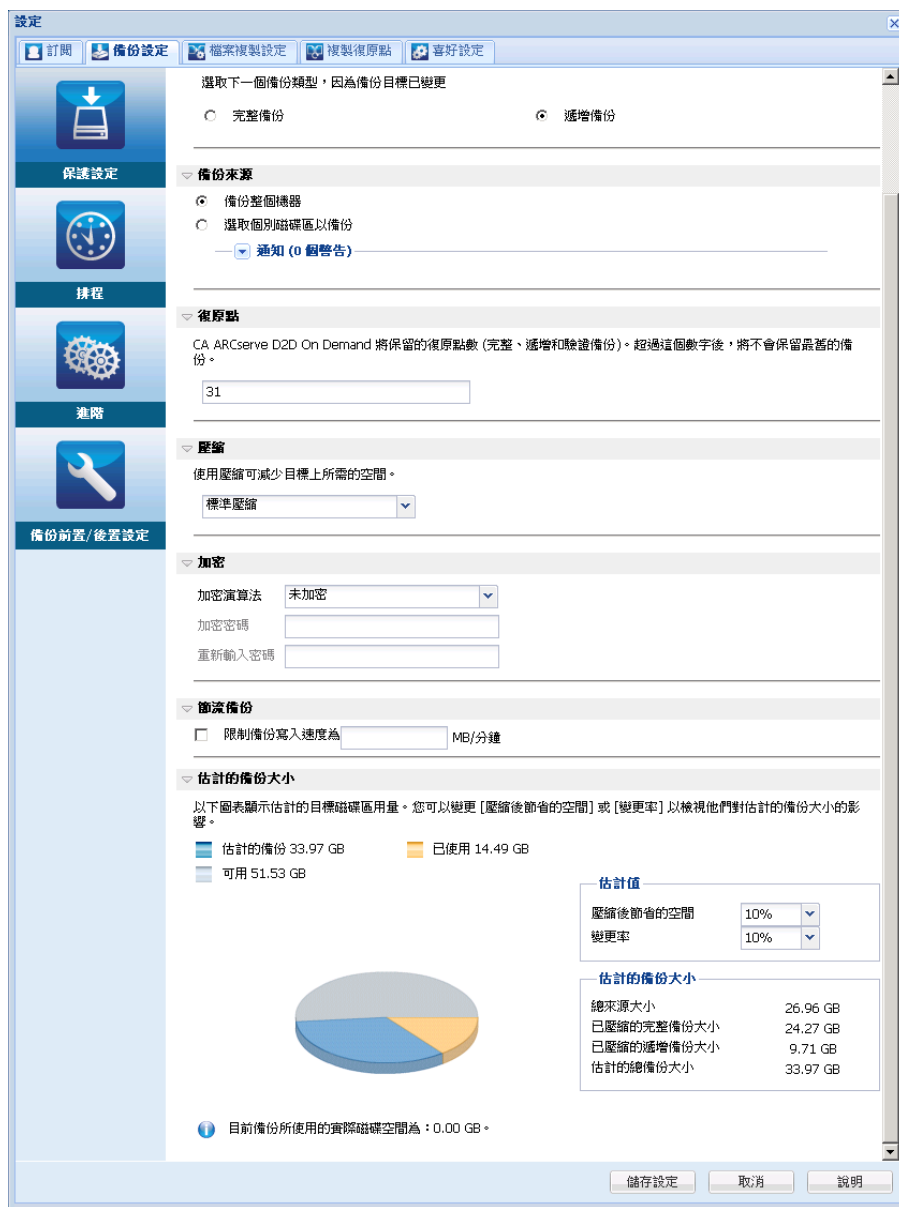 設定
訂閱
備份設定
檔案複製設定
複製復原點
喜好設定
保護設定
排程
進階
備份前置/後置設定
選取下一個備份類型，因為備份目標已變更
完整備份
遞增備份
備份來源
備份整個機器
選取個別磁碟區以備份
通知 (0 個警告)
復原點
CA ARCserve D2D On Demand 將保留的復原點數 (完整、遞增和驗證備份)。超過這個數字後，將不會保留最舊的備
份。
31
壓縮
使用壓縮可減少目標上所需的空間。
標準壓縮
加密
加密演算法
未加密
加密密碼
重新輸入密碼
節流備份
限制備份寫入速度為
MB/分鐘
估計的備份大小
以下圖表顯示估計的目標磁碟區用量。您可以變更 [壓縮後節省的空間] 或 [變更率] 以檢視他們對估計的備份大小的影
響。
估計的備份 33.97 GB
已使用 14.49 GB
可用 51.53 GB
估計值
壓縮後節省的空間 10%
變更率 10%
估計的備份大小
總來源大小 26.96 GB
已壓縮的完整備份大小 24.27 GB
已壓縮的遞增備份大小 9.71 GB
估計的總備份大小 33.97 GB
目前備份所使用的實際磁碟空間為：0.00 GB。
儲存設定
取消
說明